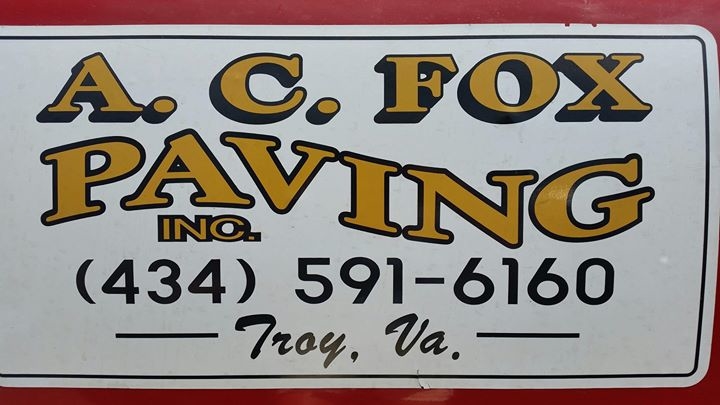 A. C. FOX
PAVING
INC.
(434) 591-6160
Troy, Va.